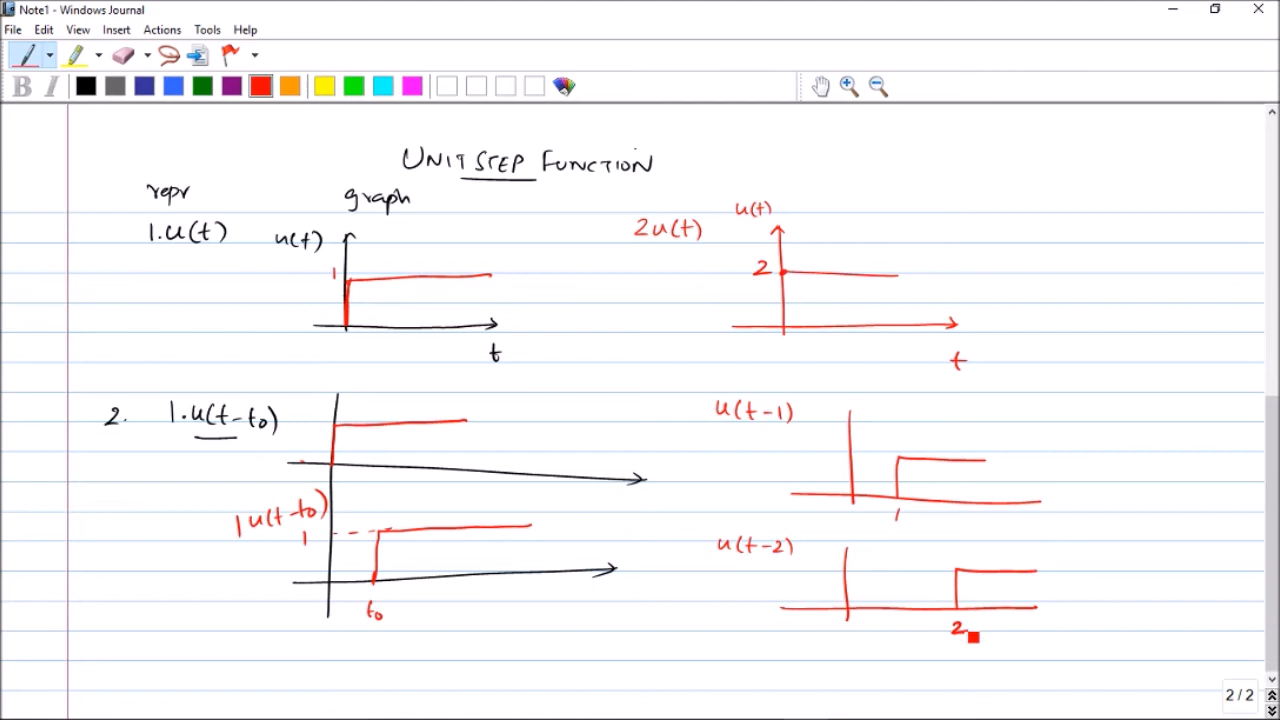 Note1 - Windows Journal
File Edit View Insert Actions Tools Help
B I
UNIT STEP FUNCTION
repr graph
1.u(t) u(t) 1 t
2u(t) u(t) 2 t
2. 1.u(t-t0)
1u(t-t0) 1 t0
u(t-1) 1
u(t-2) 2
2 / 2